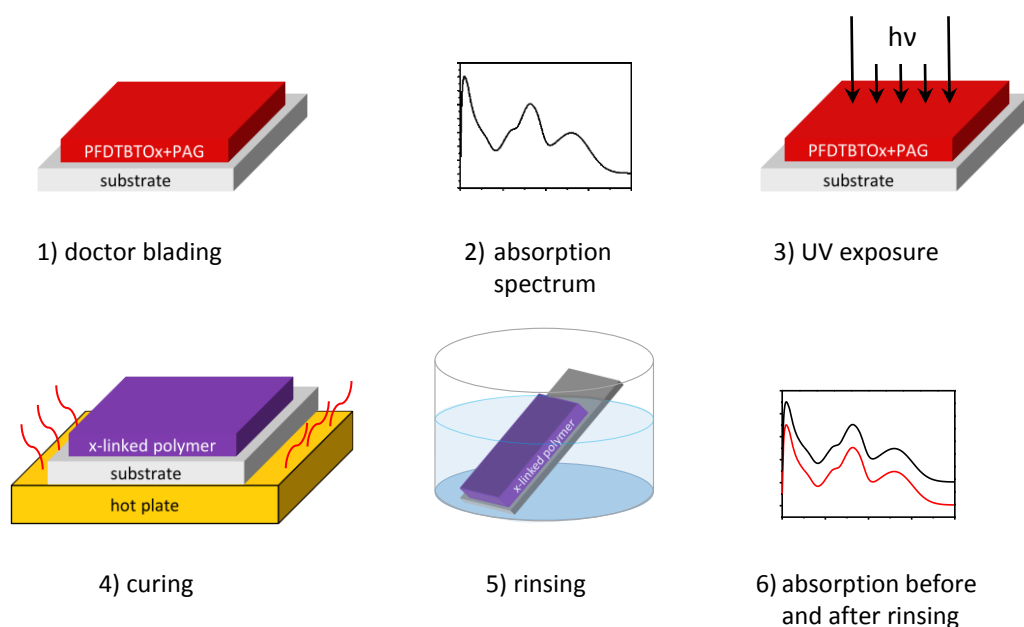 PFDTBTOx+PAG
substrate
1) doctor blading
2) absorption
spectrum
hν
PFDTBTOx+PAG
substrate
3) UV exposure
x-linked polymer
substrate
hot plate
4) curing
x-linked polymer
5) rinsing
6) absorption before
and after rinsing